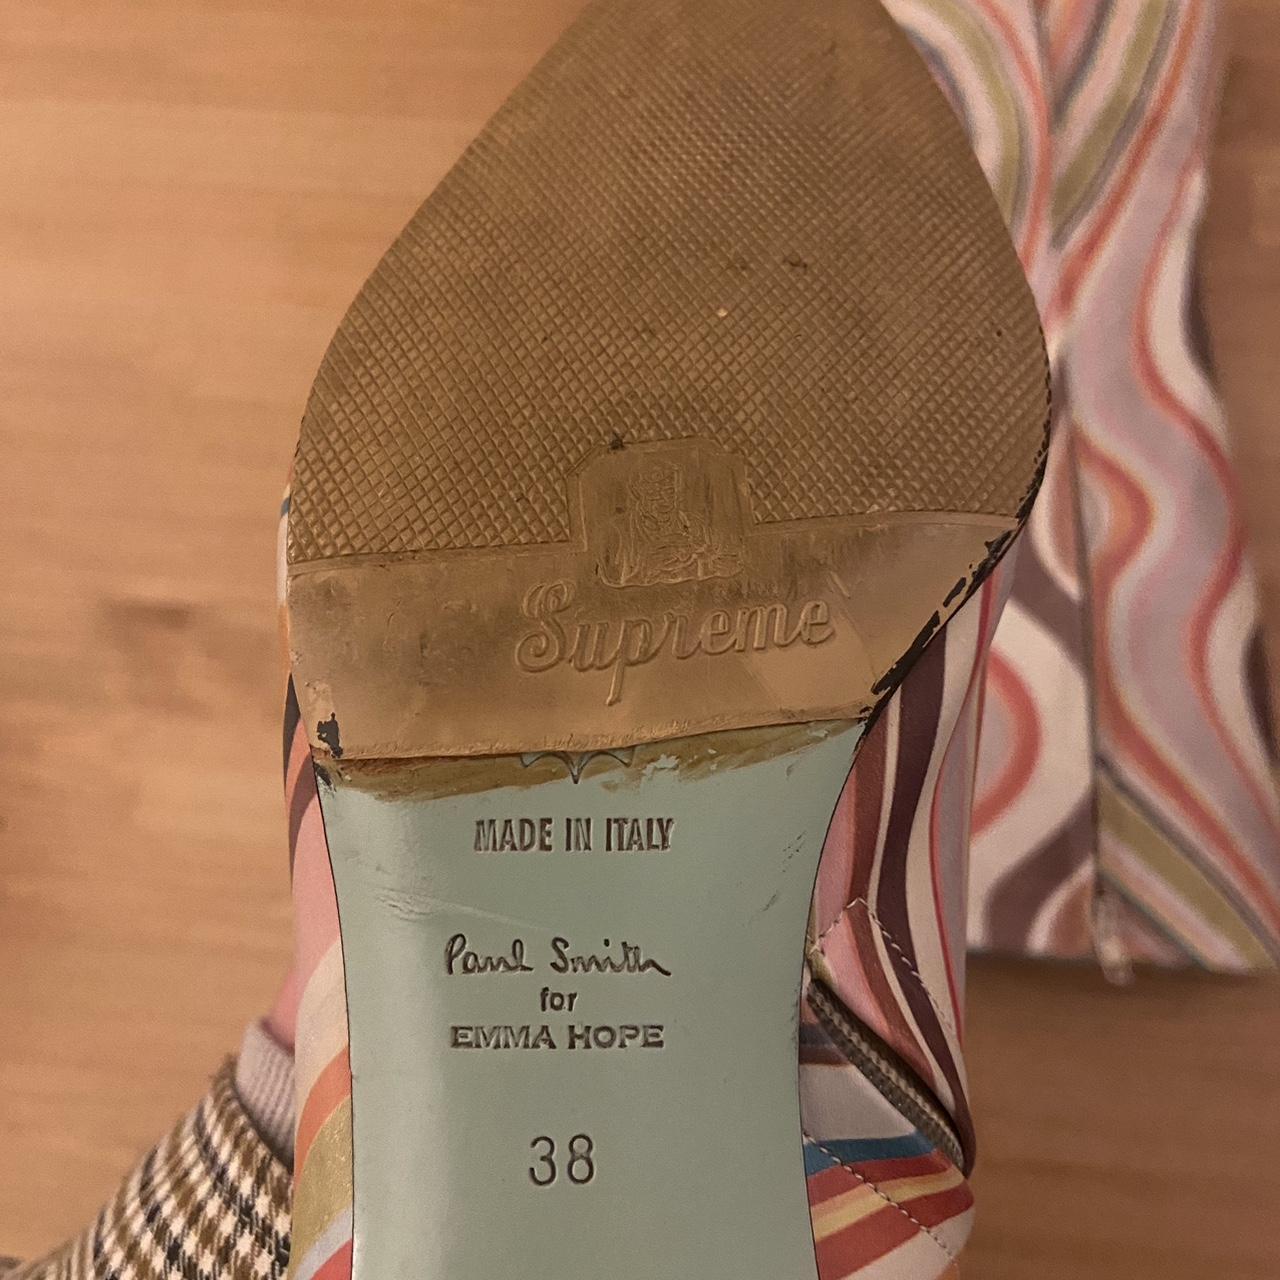 Supreme
MADE IN ITALY
Paul Smith
for
EMMA HOPE
38